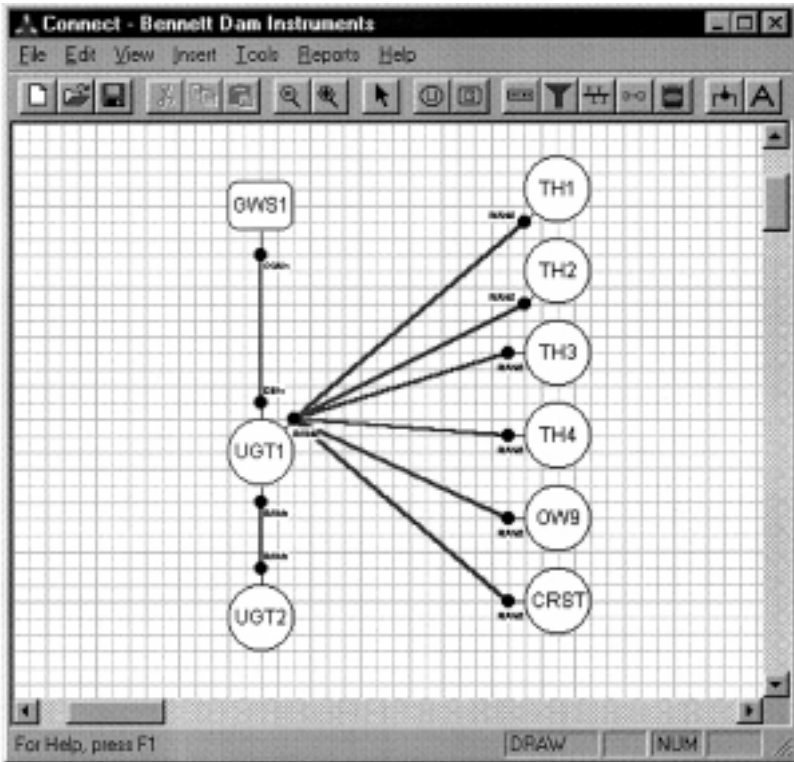 Connect - Bennett Dam Instruments
File Edit View Insert Tools Reports Help
GWS1
TH1
TH2
TH3
TH4
UGT1
OW9
CRST
UGT2
For Help, press F1
DRAW
NUM